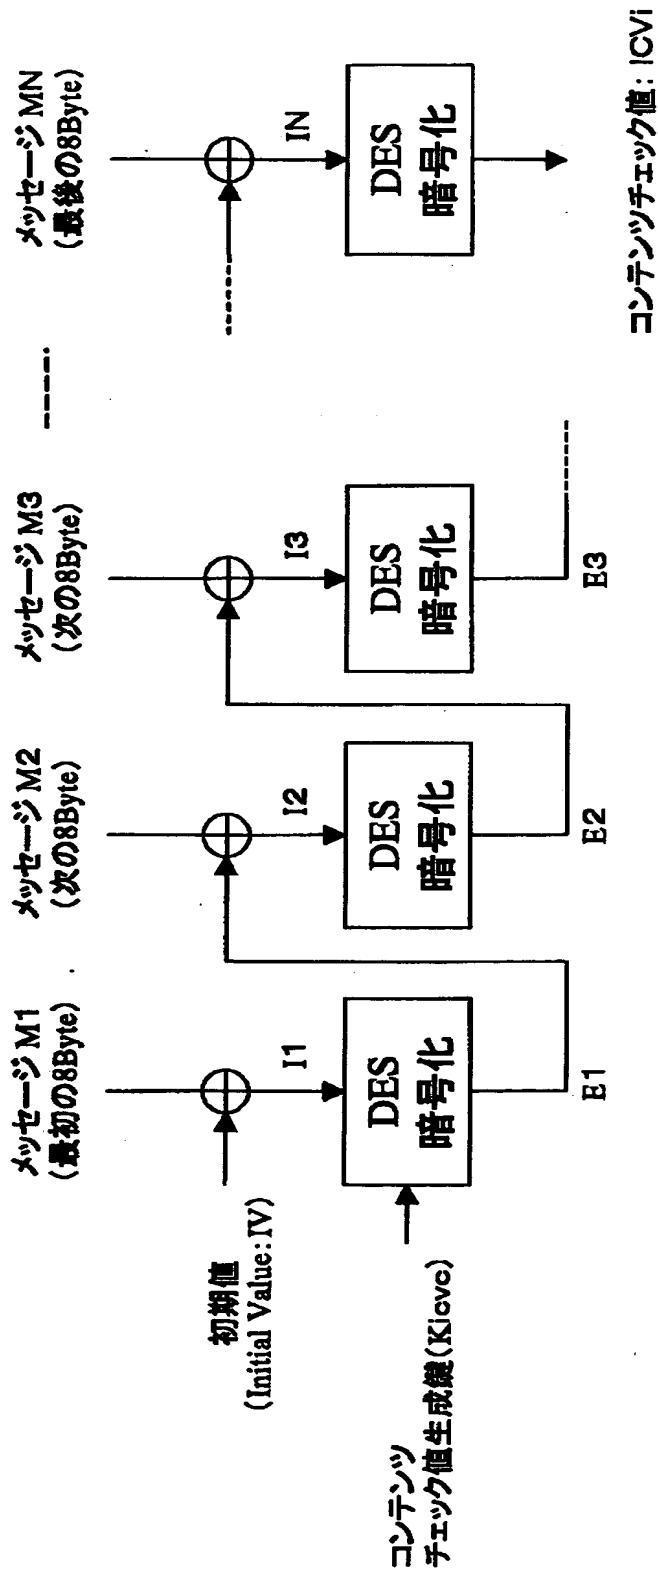 メッセージ M1
(最初の8Byte)
メッセージ M2
(次の8Byte)
メッセージ M3
(次の8Byte)
メッセージ MN
(最後の8Byte)
初期値
(Initial Value:IV)
I1
I2
I3
IN
DES
暗号化
DES
暗号化
DES
暗号化
DES
暗号化
コンテンツ
チェック値生成鍵(Kicvc)
E1
E2
E3
コンテンツチェック値: ICVi